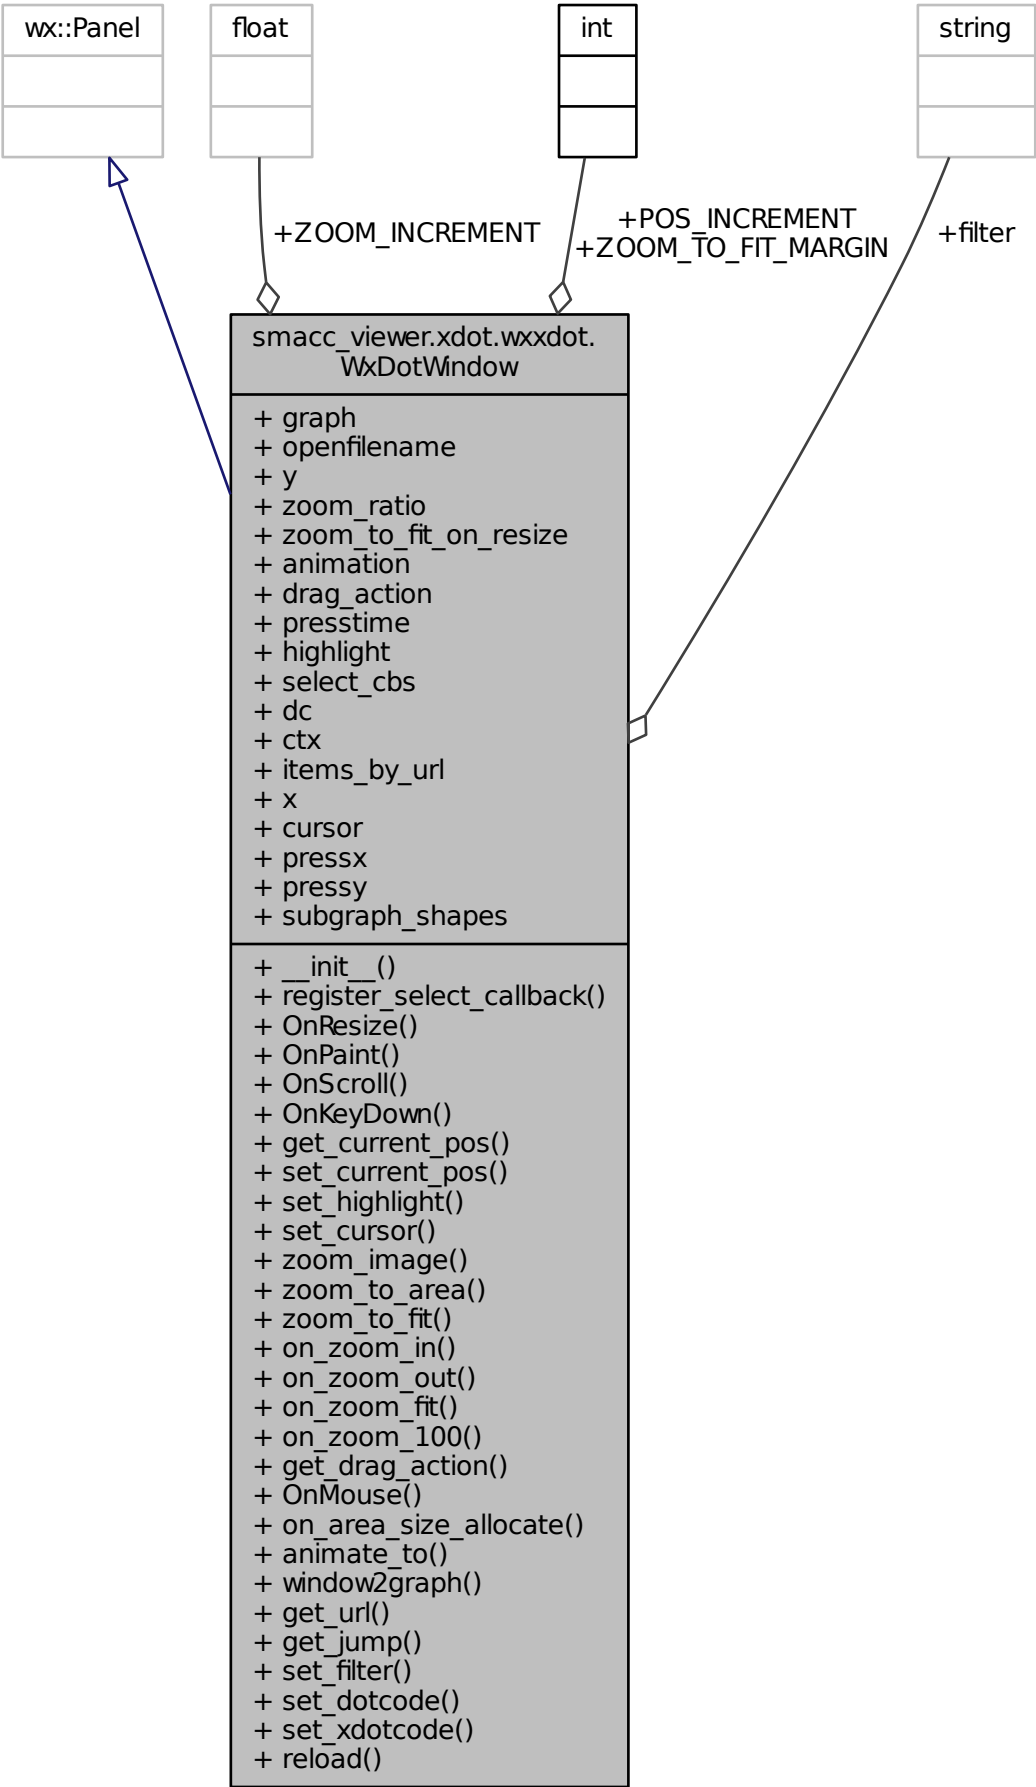 wx::Panel
float
int
string
+ZOOM_INCREMENT
+POS_INCREMENT
+ZOOM_TO_FIT_MARGIN
+filter
smacc_viewer.xdot.wxxdot.
WxDotWindow
+ graph
+ openfilename
+ y
+ zoom_ratio
+ zoom_to_fit_on_resize
+ animation
+ drag_action
+ presstime
+ highlight
+ select_cbs
+ dc
+ ctx
+ items_by_url
+ x
+ cursor
+ pressx
+ pressy
+ subgraph_shapes
+ __init__()
+ register_select_callback()
+ OnResize()
+ OnPaint()
+ OnScroll()
+ OnKeyDown()
+ get_current_pos()
+ set_current_pos()
+ set_highlight()
+ set_cursor()
+ zoom_image()
+ zoom_to_area()
+ zoom_to_fit()
+ on_zoom_in()
+ on_zoom_out()
+ on_zoom_fit()
+ on_zoom_100()
+ get_drag_action()
+ OnMouse()
+ on_area_size_allocate()
+ animate_to()
+ window2graph()
+ get_url()
+ get_jump()
+ set_filter()
+ set_dotcode()
+ set_xdotcode()
+ reload()